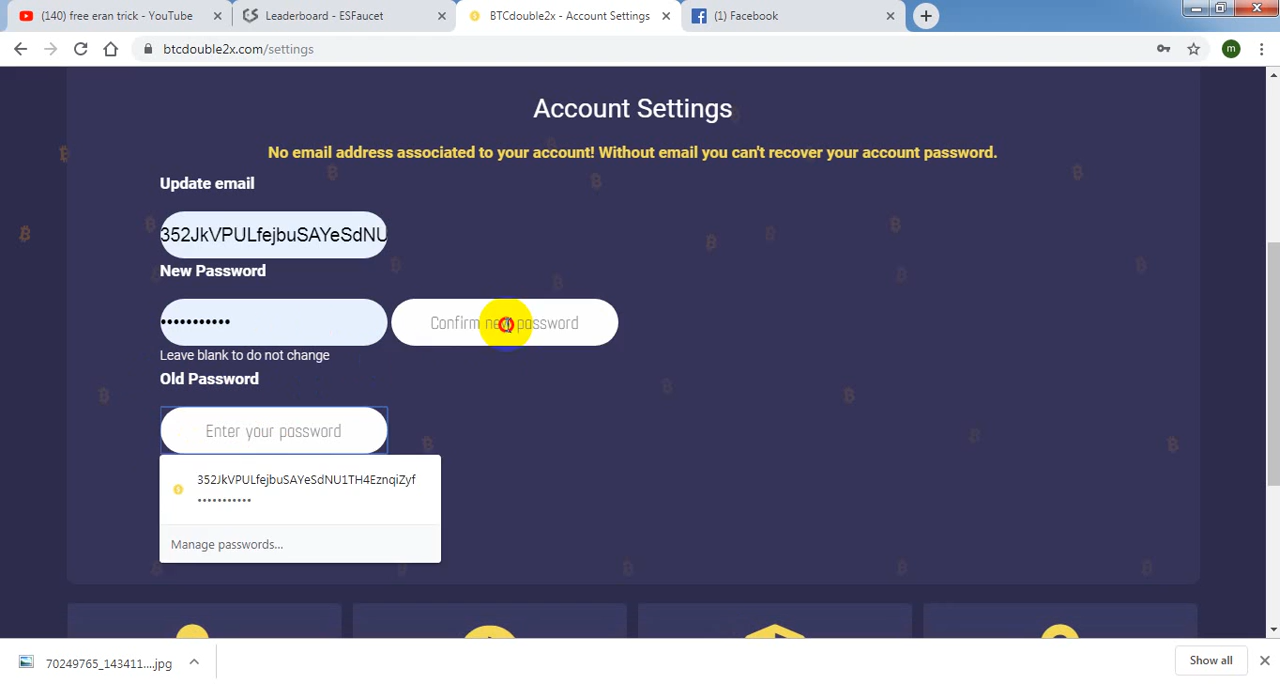 (140) free eran trick - YouTube
Leaderboard - ESFaucet
BTCdouble2x - Account Settings
(1) Facebook
btcdouble2x.com/settings
m
Account Settings
No email address associated to your account! Without email you can't recover your account password.
Update email
352JkVPULfejbuSAYeSdNU
New Password
•••••••••••
Confirm new password
Leave blank to do not change
Old Password
Enter your password
352JkVPULfejbuSAYeSdNU1TH4EznqiZyf
•••••••••••
Manage passwords...
70249765_143411....jpg
Show all